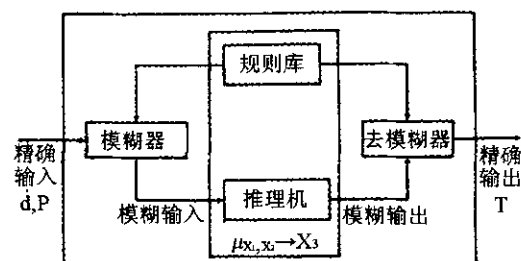 规则库
模糊器
去模糊器
精确
输入
ḋ,P
精确
输出
T
推理机
模糊输入
模糊输出
μx₁,x₂→X₃